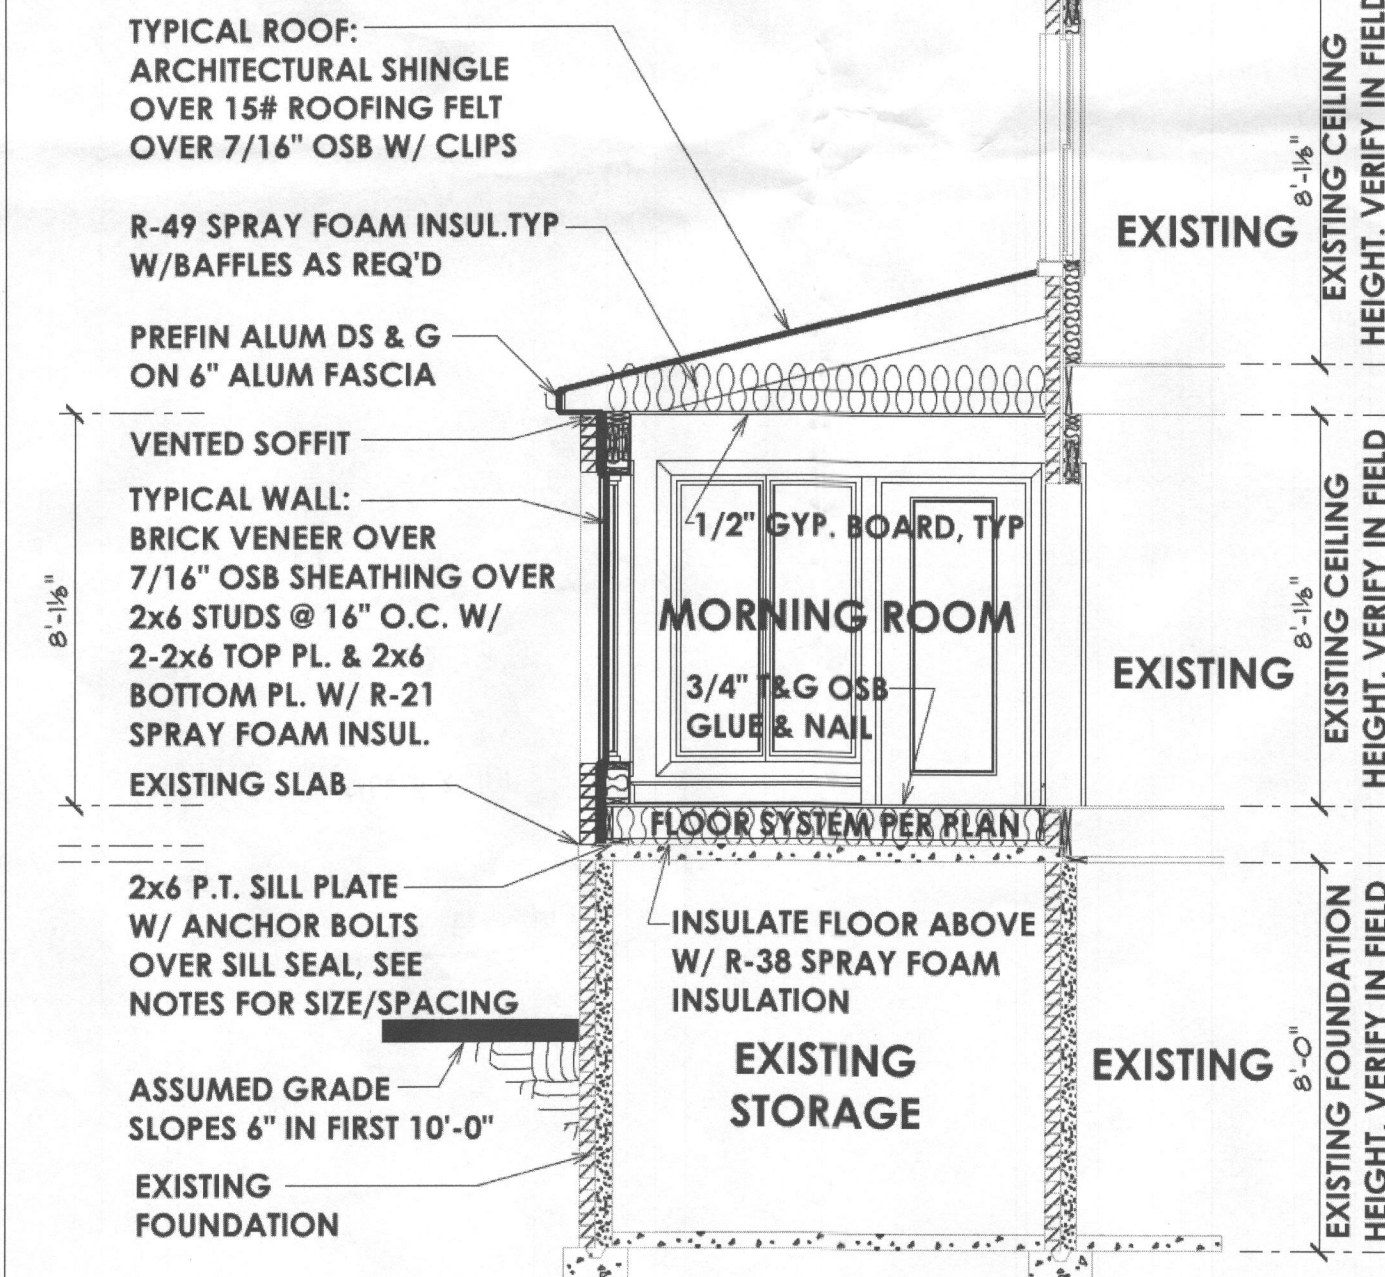 TYPICAL ROOF:
ARCHITECTURAL SHINGLE
OVER 15# ROOFING FELT
OVER 7/16" OSB W/ CLIPS
R-49 SPRAY FOAM INSUL.TYP
W/BAFFLES AS REQ'D
PREFIN ALUM DS & G
ON 6" ALUM FASCIA
VENTED SOFFIT
TYPICAL WALL:
BRICK VENEER OVER
7/16" OSB SHEATHING OVER
2x6 STUDS @ 16" O.C. W/
2-2x6 TOP PL. & 2x6
BOTTOM PL. W/ R-21
SPRAY FOAM INSUL.
EXISTING SLAB
2x6 P.T. SILL PLATE
W/ ANCHOR BOLTS
OVER SILL SEAL, SEE
NOTES FOR SIZE/SPACING
ASSUMED GRADE
SLOPES 6" IN FIRST 10'-0"
EXISTING
FOUNDATION
8'-1⅛"
1/2" GYP. BOARD, TYP
MORNING ROOM
3/4" T&G OSB
GLUE & NAIL
FLOOR SYSTEM PER PLAN
INSULATE FLOOR ABOVE
W/ R-38 SPRAY FOAM
INSULATION
EXISTING
STORAGE
EXISTING
8'-1⅛"
EXISTING CEILING
HEIGHT. VERIFY IN FIELD
EXISTING
8'-1⅛"
EXISTING CEILING
HEIGHT. VERIFY IN FIELD
EXISTING
8'-0"
EXISTING FOUNDATION
HEIGHT. VERIFY IN FIELD